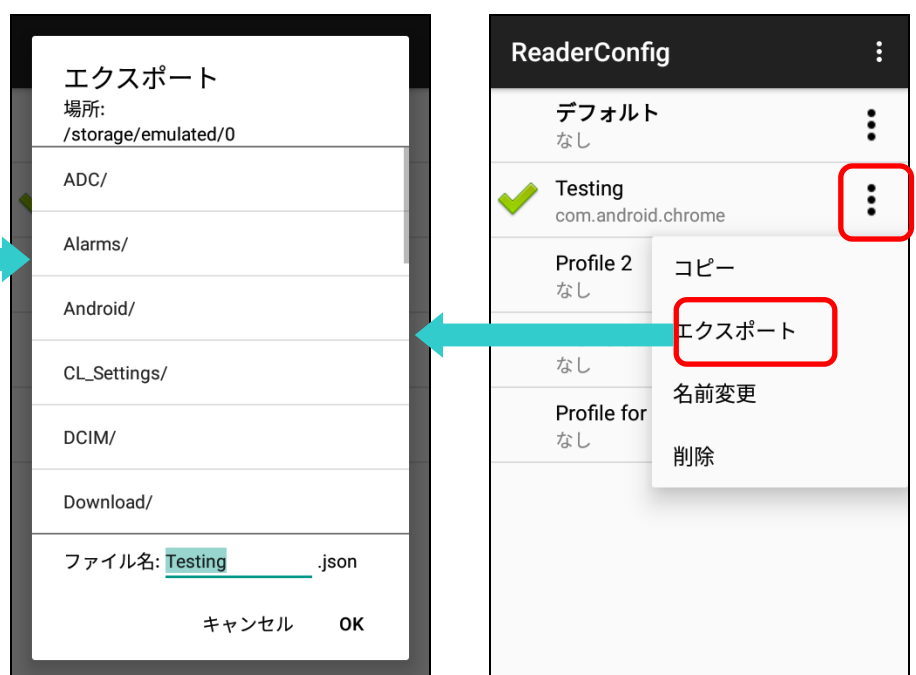 エクスポート
場所:
/storage/emulated/0
ADC/
Alarms/
Android/
CL_Settings/
DCIM/
Download/
ファイル名: Testing .json
キャンセル OK
ReaderConfig
デフォルト
なし
Testing
com.android.chrome
Profile 2
なし
なし
Profile for
なし
コピー
エクスポート
名前変更
削除